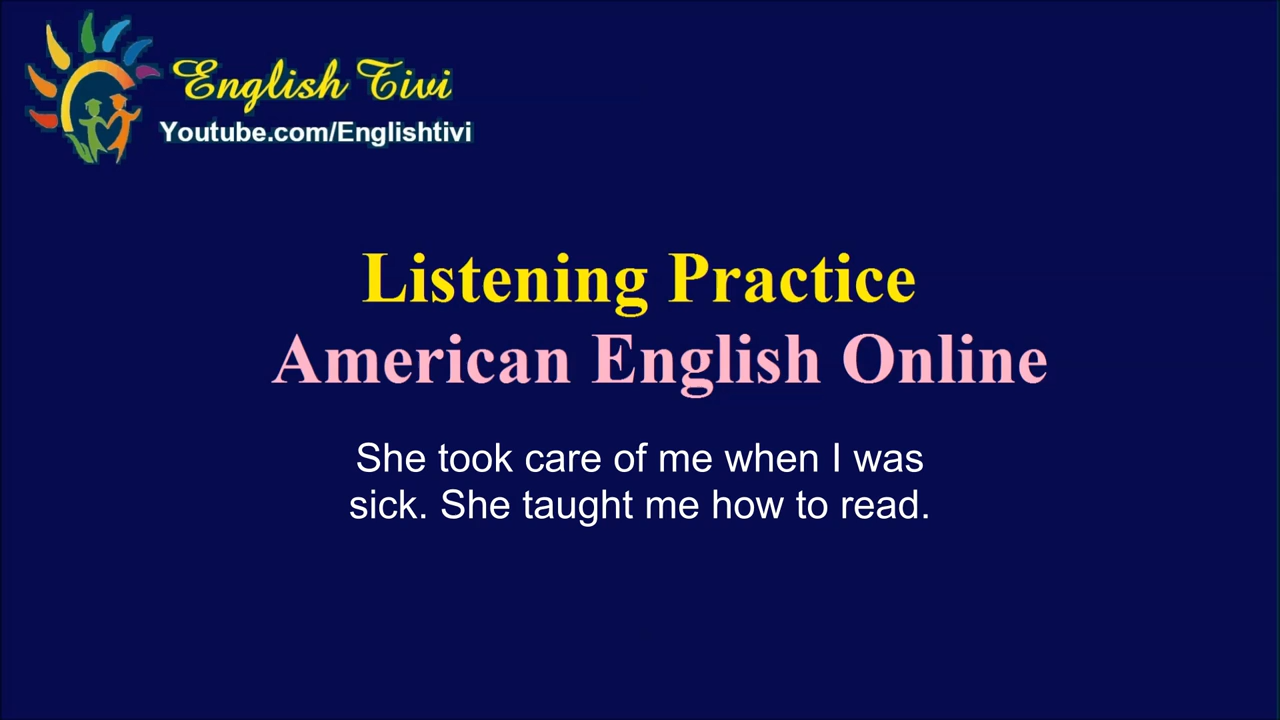 English Tivi
Youtube.com/Englishtivi
Listening Practice
American English Online
She took care of me when I was
sick. She taught me how to read.